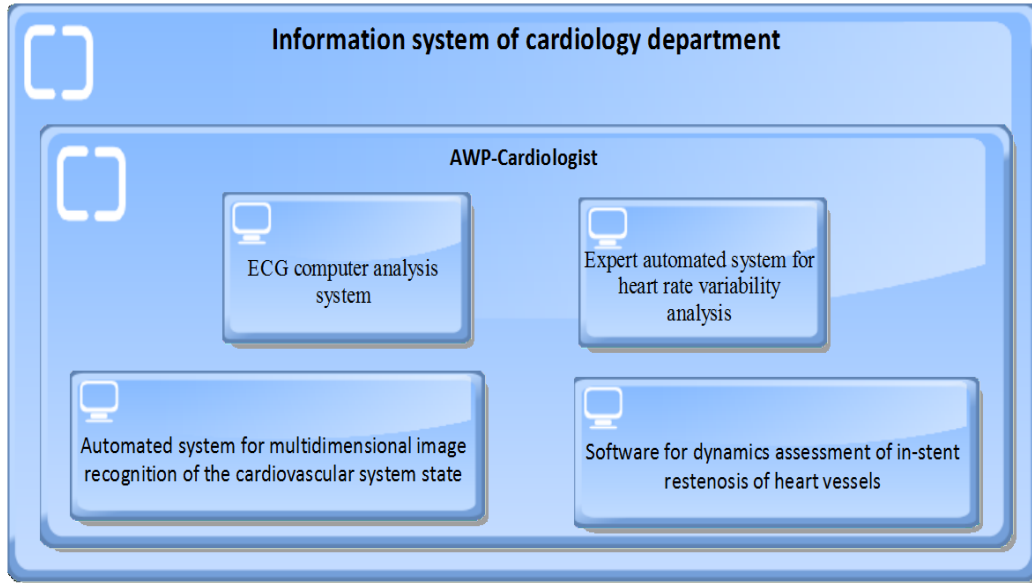 Information system of cardiology department
AWP-Cardiologist
ECG computer analysis
system
Expert automated system for
heart rate variability
analysis
Automated system for multidimensional image
recognition of the cardiovascular system state
Software for dynamics assessment of in-stent
restenosis of heart vessels